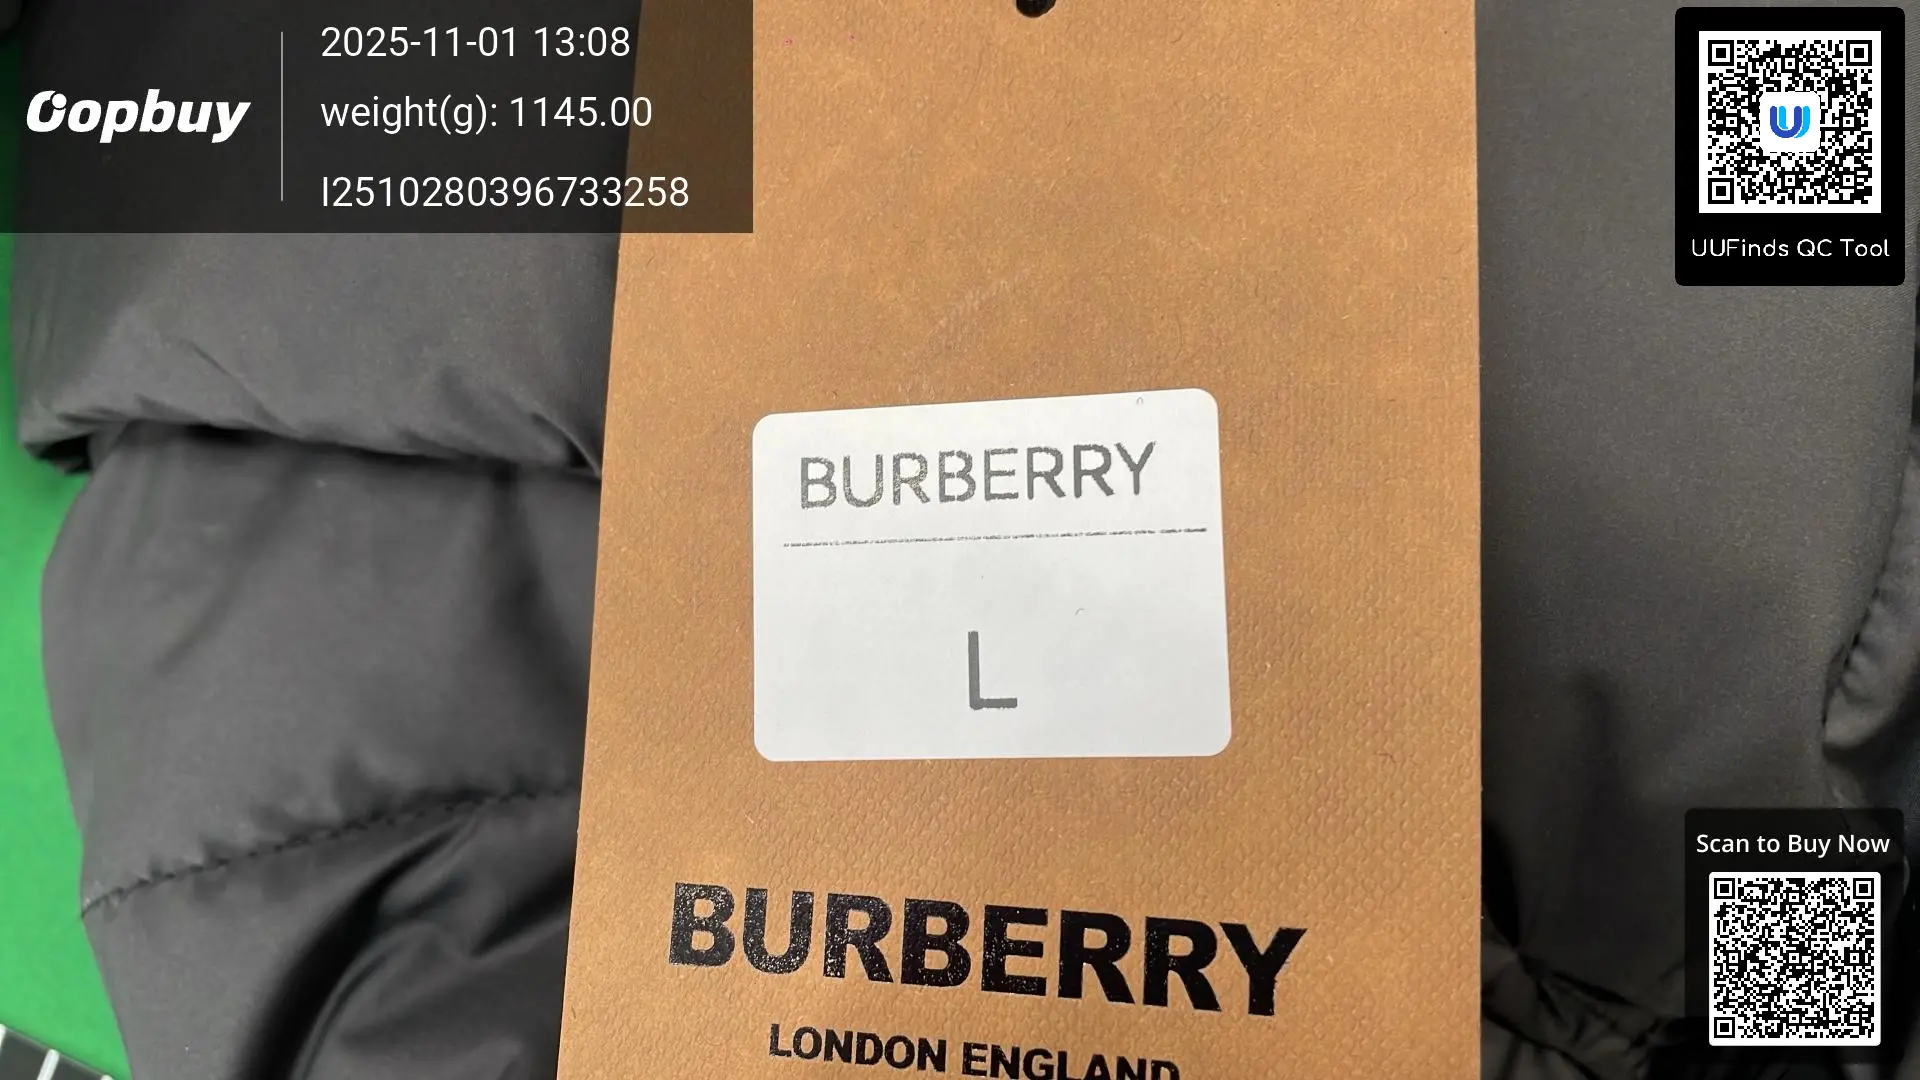 Oopbuy
2025-11-01 13:08
weight(g): 1145.00
I2510280396733258
UUFinds QC Tool
BURBERRY
L
BURBERRY
LONDON ENGLAND
Scan to Buy Now